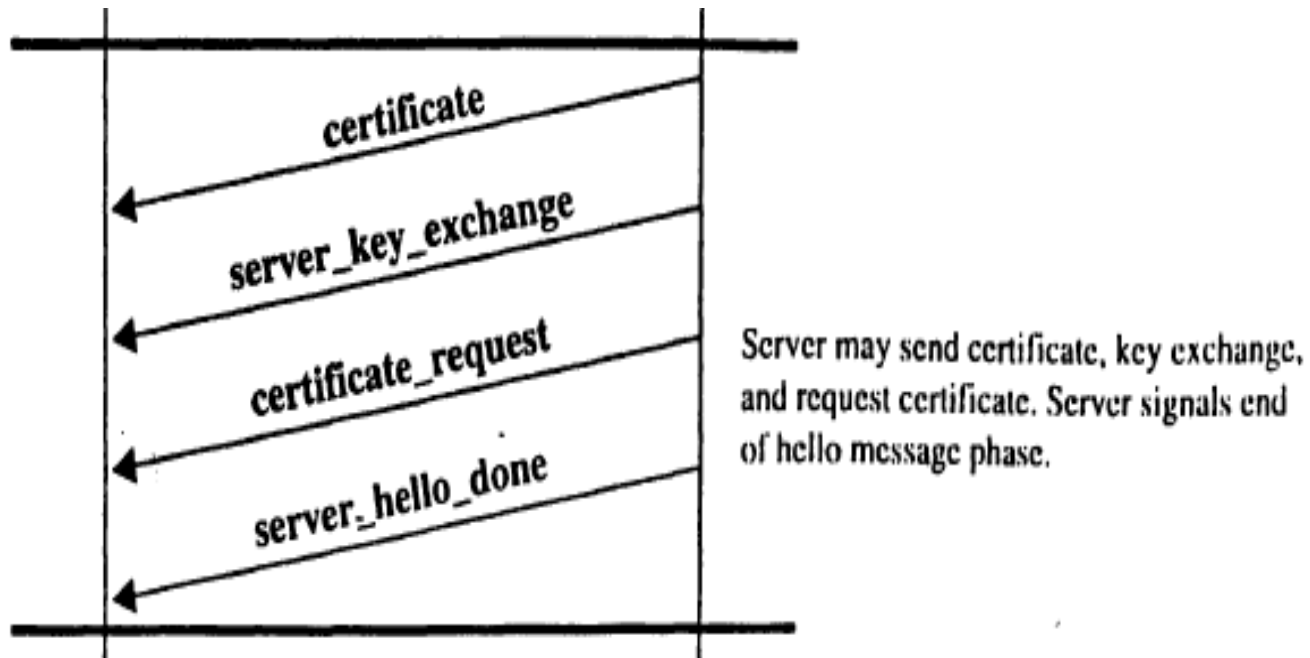 certificate
server_key_exchange
certificate_request
server_hello_done
Server may send certificate, key exchange,
and request certificate. Server signals end
of hello message phase.